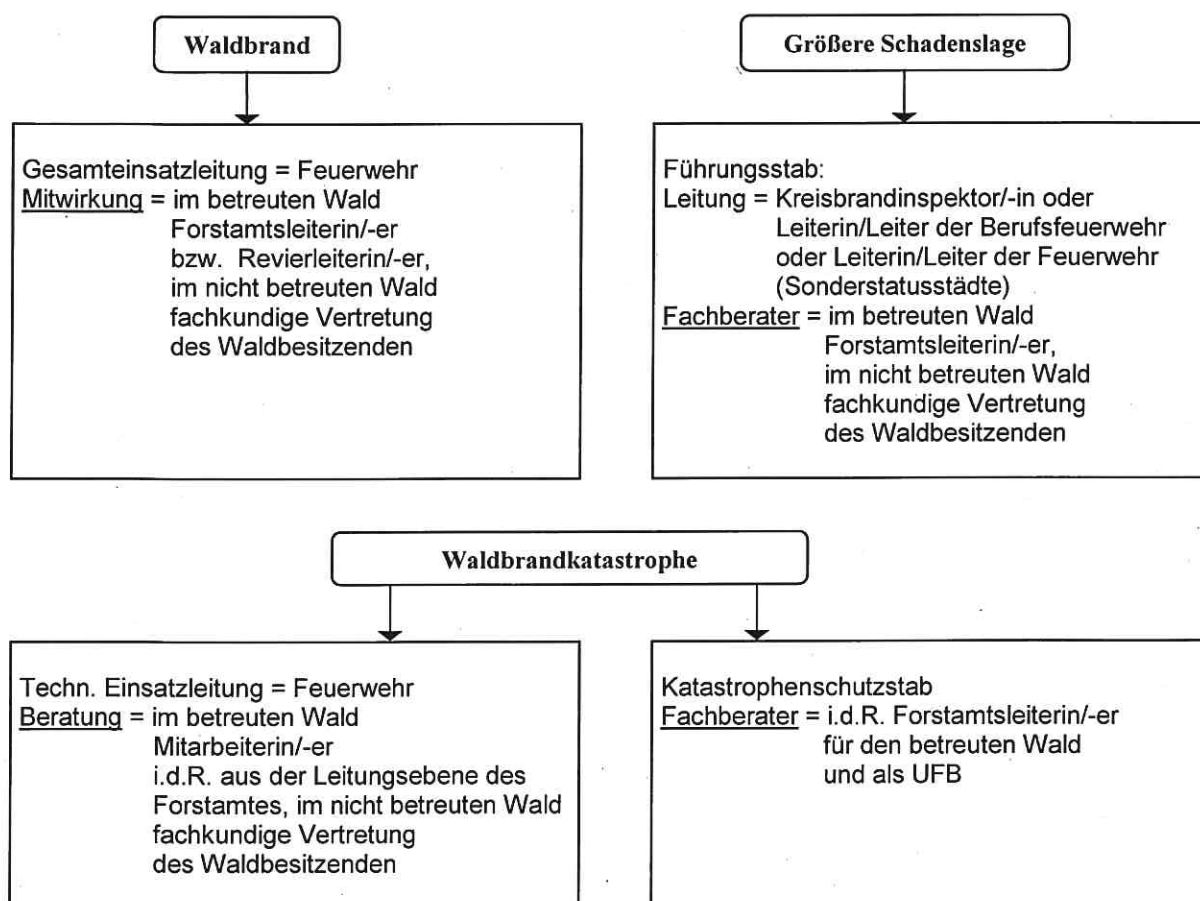 Waldbrand
Gesamteinsatzleitung = Feuerwehr
Mitwirkung = im betreuten Wald
Forstamtsleiterin/-er
bzw. Revierleiterin/-er,
im nicht betreuten Wald
fachkundige Vertretung
des Waldbesitzenden
Größere Schadenslage
Führungsstab:
Leitung = Kreisbrandinspektor/-in oder
Leiterin/Leiter der Berufsfeuerwehr
oder Leiterin/Leiter der Feuerwehr
(Sonderstatusstädte)
Fachberater = im betreuten Wald
Forstamtsleiterin/-er,
im nicht betreuten Wald
fachkundige Vertretung
des Waldbesitzenden
Waldbrandkatastrophe
Techn. Einsatzleitung = Feuerwehr
Beratung = im betreuten Wald
Mitarbeiterin/-er
i.d.R. aus der Leitungsebene des
Forstamtes, im nicht betreuten Wald
fachkundige Vertretung
des Waldbesitzenden
Katastrophenschutzstab
Fachberater = i.d.R. Forstamtsleiterin/-er
für den betreuten Wald
und als UFB